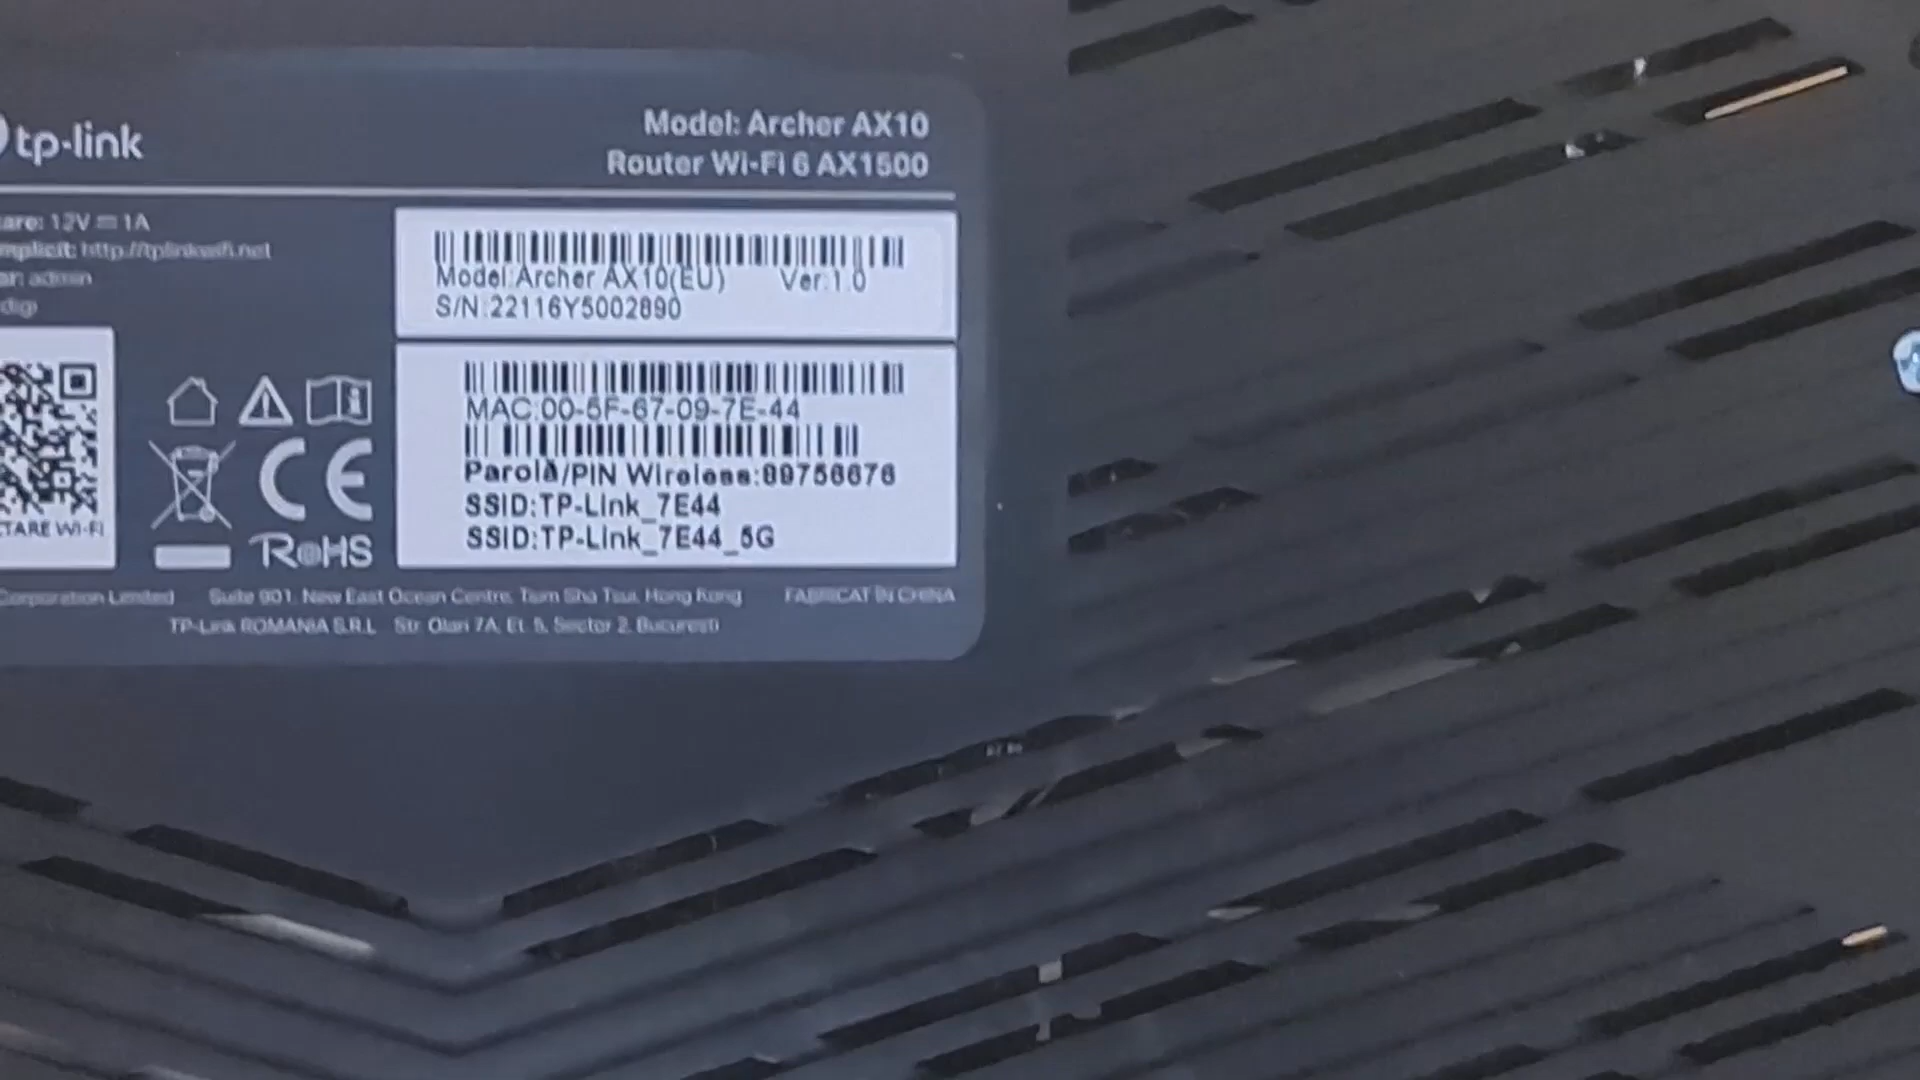 tp-link
Model: Archer AX10
Router Wi-Fi 6 AX1500
are: 12V 1A
mplicit: http://tplinkwifi.net
admin
digi
Model:Archer AX10(EU) Ver:1.0
S/N:22116Y5002890
MAC:00-5F-67-09-7E-44
Parolă/PIN Wireless:
SSID:TP-Link_7E44
SSID:TP-Link_7E44_5G
CTARE WI-FI
CE
RoHS
Corporation Limited Suite 901, New East Ocean Centre, Tsim Sha Tsui, Hong Kong FABRICAT ÎN CHINA
TP-Link ROMANIA S.R.L Str. Olari 7A, Et. 5, Sector 2, Bucuresti